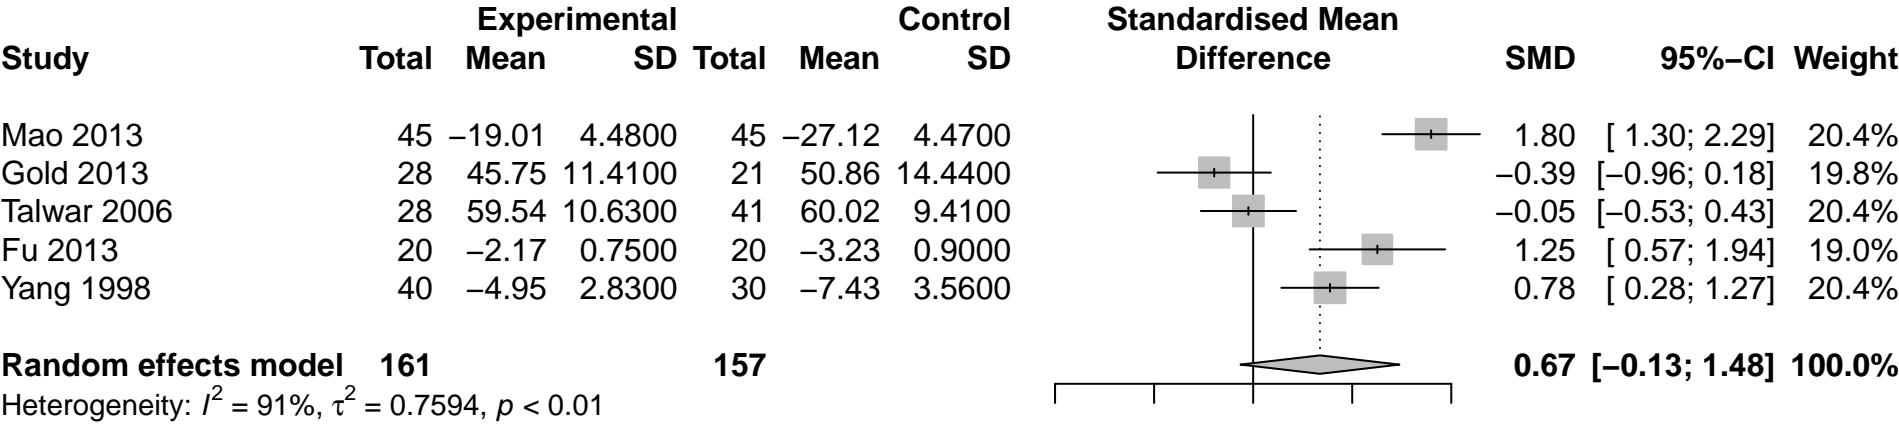 Experimental Control Standardised Mean
Study Total Mean SD Total Mean SD Difference SMD 95%−CI Weight
Mao 2013 45 −19.01 4.4800 45 −27.12 4.4700 1.80 [ 1.30; 2.29] 20.4%
Gold 2013 28 45.75 11.4100 21 50.86 14.4400 −0.39 [−0.96; 0.18] 19.8%
Talwar 2006 28 59.54 10.6300 41 60.02 9.4100 −0.05 [−0.53; 0.43] 20.4%
Fu 2013 20 −2.17 0.7500 20 −3.23 0.9000 1.25 [ 0.57; 1.94] 19.0%
Yang 1998 40 −4.95 2.8300 30 −7.43 3.5600 0.78 [ 0.28; 1.27] 20.4%
Random effects model 161 157 0.67 [−0.13; 1.48] 100.0%
Heterogeneity: I² = 91%, τ² = 0.7594, p < 0.01